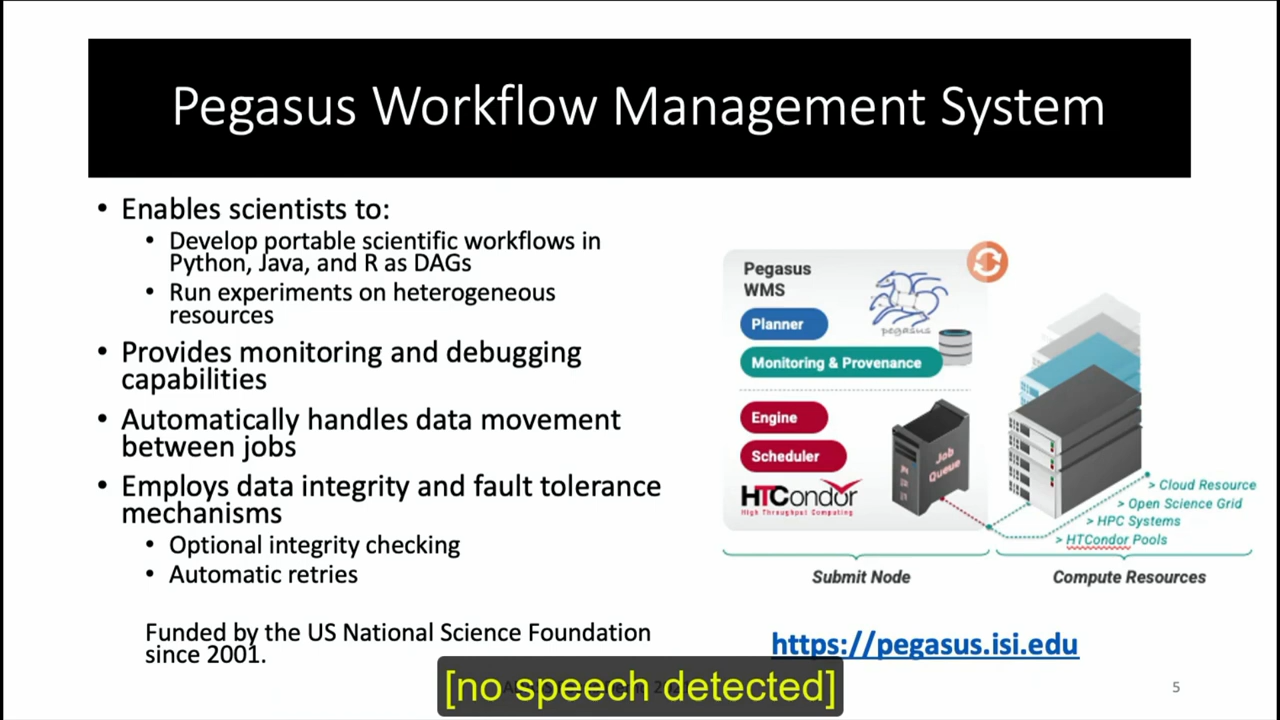 Pegasus Workflow Management System
• Enables scientists to:
• Develop portable scientific workflows in
Python, Java, and R as DAGs
• Run experiments on heterogeneous
resources
• Provides monitoring and debugging
capabilities
• Automatically handles data movement
between jobs
• Employs data integrity and fault tolerance
mechanisms
• Optional integrity checking
• Automatic retries
Funded by the US National Science Foundation
since 2001.
Pegasus
WMS
pegasus
Planner
Monitoring & Provenance
Engine
Scheduler
HTCondor
High Throughput Computing
Job
Queue
> Cloud Resource
> Open Science Grid
> HPC Systems
> HTCondor Pools
Submit Node
Compute Resources
https://pegasus.isi.edu
[no speech detected]
5